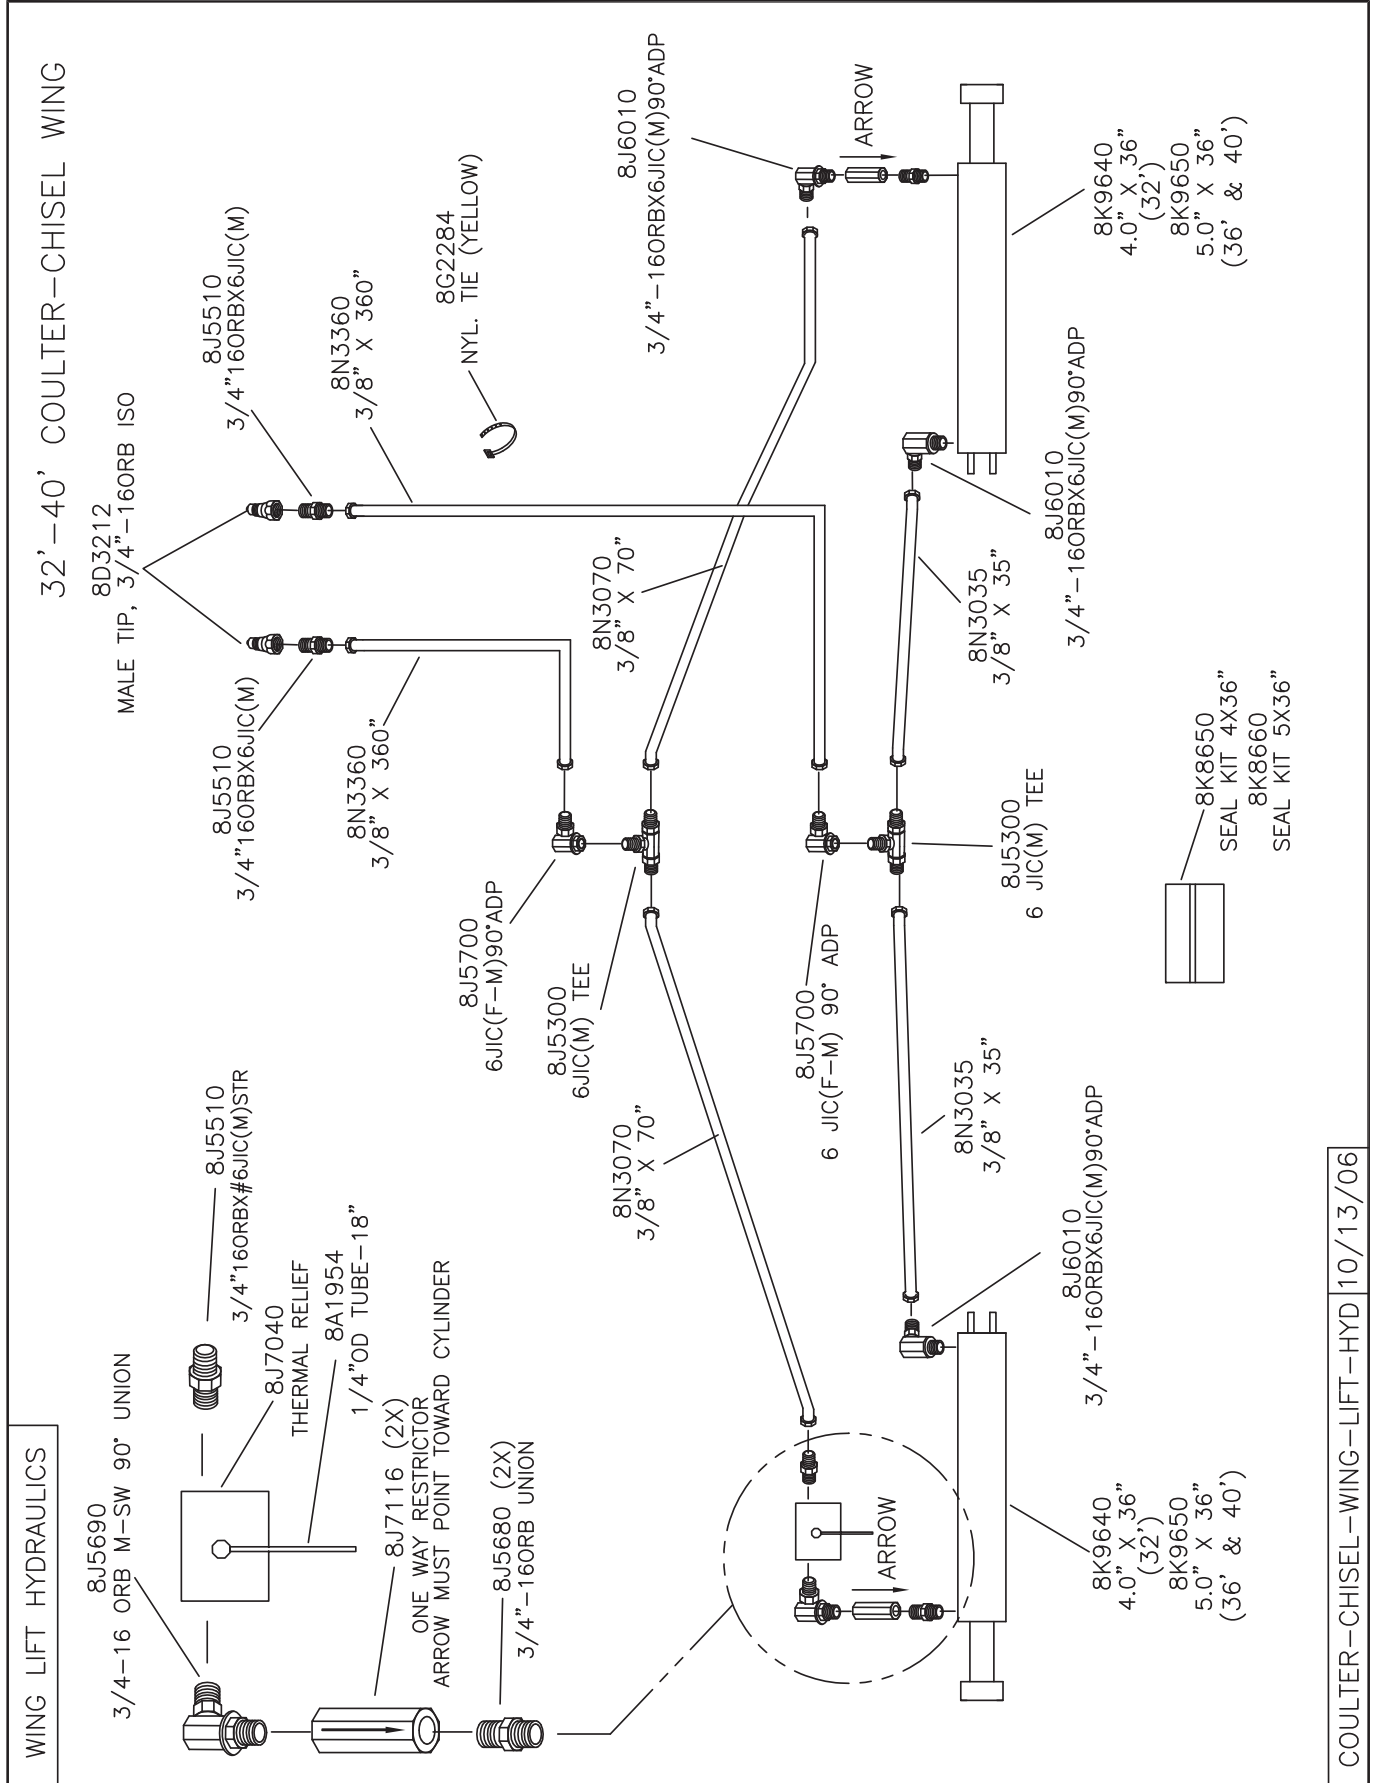 WING LIFT HYDRAULICS
32'-40' COULTER-CHISEL WING
8J5690
3/4-16 ORB M-SW 90° UNION
8J5510
3/4"16ORBX#6JIC(M)STR
8J7040
THERMAL RELIEF
8A1954
1/4"OD TUBE-18"
8J7116 (2X)
ONE WAY RESTRICTOR
ARROW MUST POINT TOWARD CYLINDER
8J5680 (2X)
3/4"-16ORB UNION
8D3212
MALE TIP, 3/4"-16ORB ISO
8J5510
3/4"16ORBX6JIC(M)
8J5510
3/4"16ORBX6JIC(M)
8N3360
3/8" X 360"
8N3360
3/8" X 360"
8G2284
NYL. TIE (YELLOW)
8J5700
6JIC(F-M)90°ADP
8J5300
6JIC(M) TEE
8N3070
3/8" X 70"
8N3070
3/8" X 70"
8J6010
3/4"-16ORBX6JIC(M)90°ADP
ARROW
8J5700
6 JIC(F-M) 90° ADP
8J5300
6 JIC(M) TEE
8N3035
3/8" X 35"
8N3035
3/8" X 35"
8J6010
3/4"-16ORBX6JIC(M)90°ADP
8J6010
3/4"-16ORBX6JIC(M)90°ADP
ARROW
8K9640
4.0" X 36"
(32')
8K9650
5.0" X 36"
(36' & 40')
8K9640
4.0" X 36"
(32')
8K9650
5.0" X 36"
(36' & 40')
8K8650
SEAL KIT 4X36"
8K8660
SEAL KIT 5X36"
COULTER-CHISEL-WING-LIFT-HYD 10/13/06